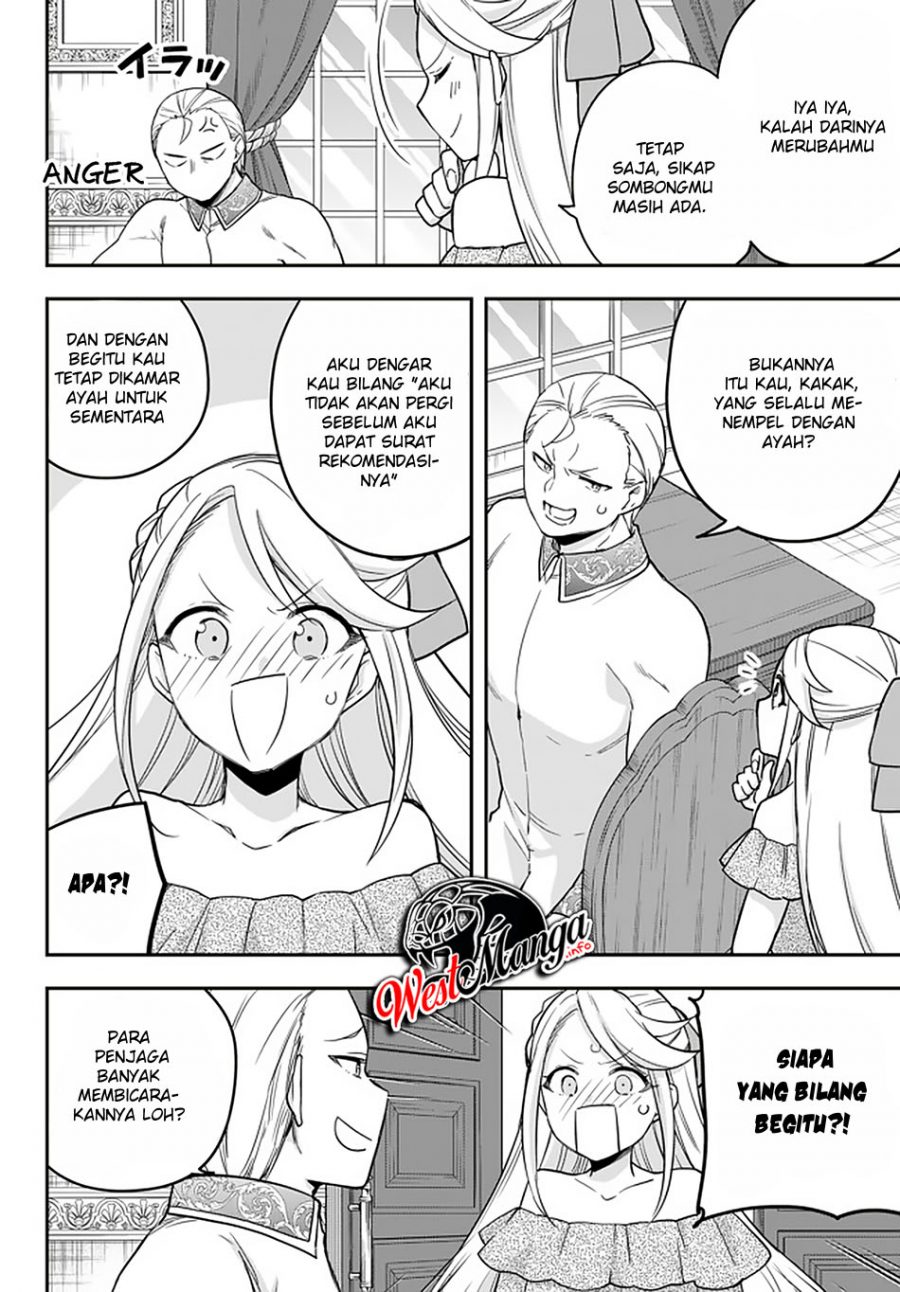 IYA IYA,
KALAH DARINYA
MERUBAHMU
TETAP
SAJA, SIKAP
SOMBONGMU
MASIH ADA.
イラッ
ANGER
BUKANNYA
ITU KAU, KAKAK,
YANG SELALU ME-
NEMPEL DENGAN
AYAH?
AKU DENGAR
KAU BILANG "AKU
TIDAK AKAN PERGI
SEBELUM AKU
DAPAT SURAT
REKOMENDASI-
NYA"
DAN DENGAN
BEGITU KAU
TETAP DIKAMAR
AYAH UNTUK
SEMENTARA
APA?!
WestManga
.info
SIAPA
YANG BILANG
BEGITU?!
PARA
PENJAGA
BANYAK
MEMBICARA-
KANNYA LOH?